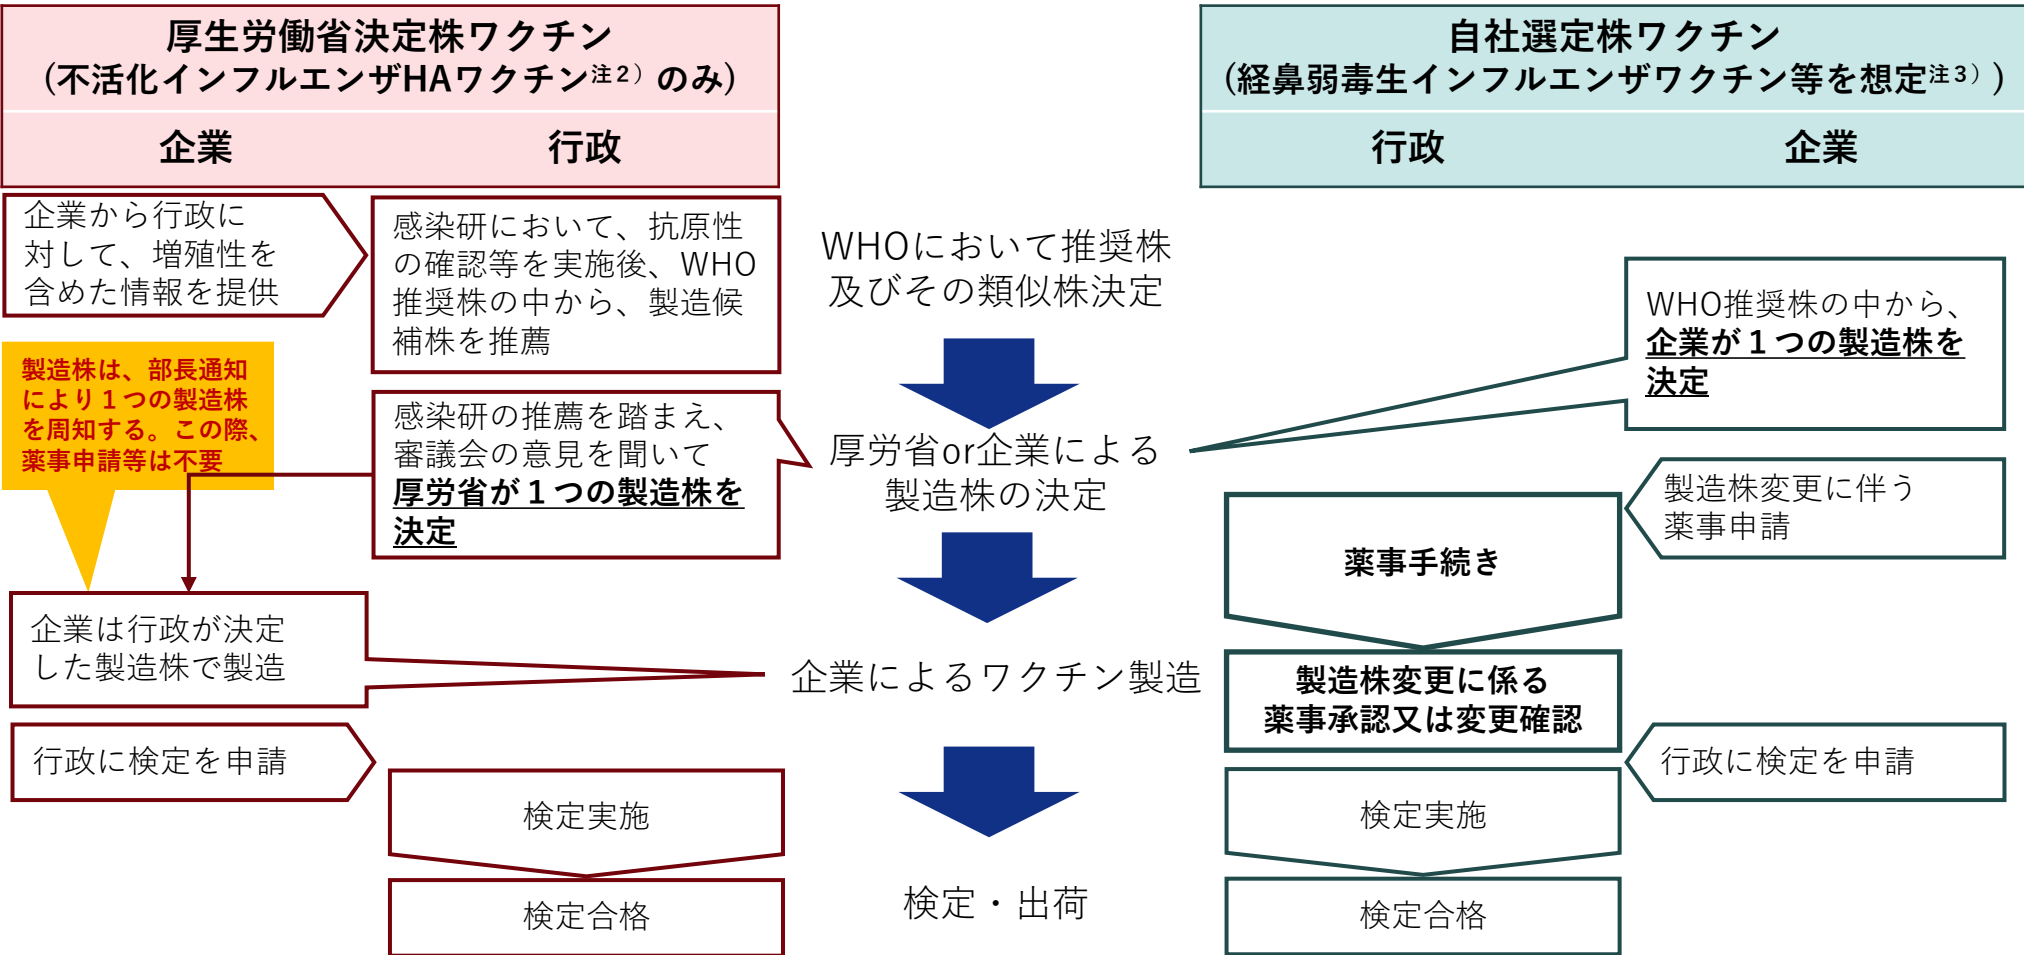 厚生労働省決定株ワクチン
(不活化インフルエンザHAワクチン注２）のみ)
企業
行政
企業から行政に
対して、増殖性を
含めた情報を提供
感染研において、抗原性
の確認等を実施後、WHO
推奨株の中から、製造候
補株を推薦
製造株は、部長通知
により１つの製造株
を周知する。この際、
薬事申請等は不要
感染研の推薦を踏まえ、
審議会の意見を聞いて
厚労省が１つの製造株を
決定
企業は行政が決定
した製造株で製造
行政に検定を申請
検定実施
検定合格
WHOにおいて推奨株
及びその類似株決定
厚労省or企業による
製造株の決定
企業によるワクチン製造
検定・出荷
自社選定株ワクチン
(経鼻弱毒生インフルエンザワクチン等を想定注３）)
行政
企業
WHO推奨株の中から、
企業が１つの製造株を
決定
製造株変更に伴う
薬事申請
薬事手続き
製造株変更に係る
薬事承認又は変更確認
行政に検定を申請
検定実施
検定合格